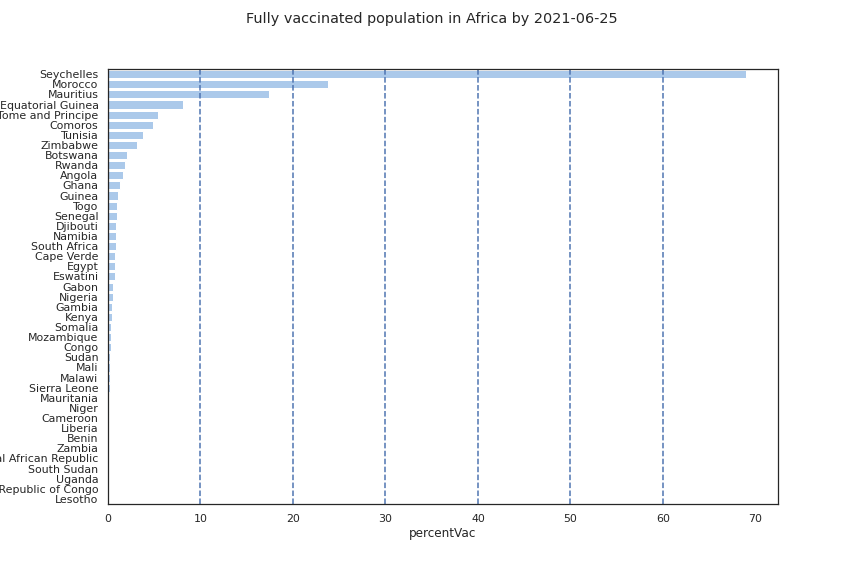 Fully vaccinated population in Africa by 2021-06-25
Seychelles
Morocco
Mauritius
Equatorial Guinea
Tome and Principe
Comoros
Tunisia
Zimbabwe
Botswana
Rwanda
Angola
Ghana
Guinea
Togo
Senegal
Djibouti
Namibia
South Africa
Cape Verde
Egypt
Eswatini
Gabon
Nigeria
Gambia
Kenya
Somalia
Mozambique
Congo
Sudan
Mali
Malawi
Sierra Leone
Mauritania
Niger
Cameroon
Liberia
Benin
Zambia
l African Republic
South Sudan
Uganda
Republic of Congo
Lesotho
0 10 20 30 40 50 60 70
percentVac